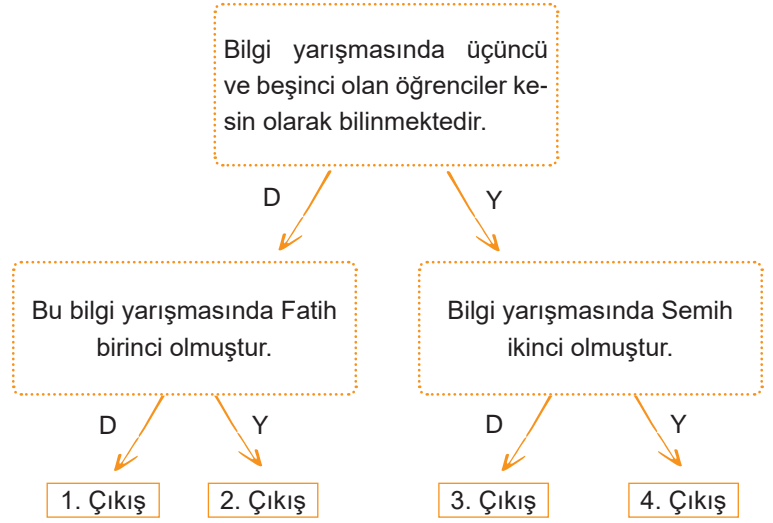 Bilgi yarışmasında üçüncü
ve beşinci olan öğrenciler ke-
sin olarak bilinmektedir.
D
Y
Bu bilgi yarışmasında Fatih
birinci olmuştur.
Bilgi yarışmasında Semih
ikinci olmuştur.
D
Y
D
Y
1. Çıkış
2. Çıkış
3. Çıkış
4. Çıkış